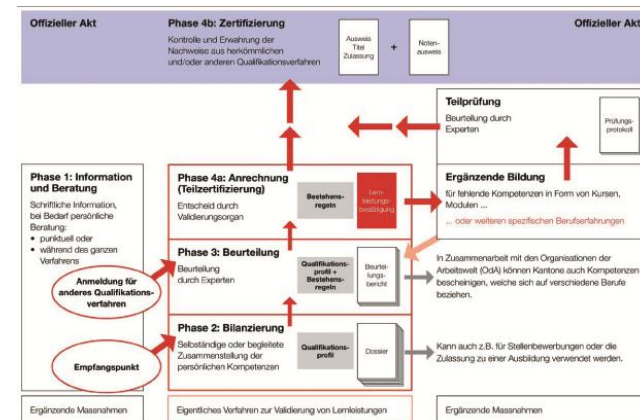 Offizieller Akt
Phase 4b: Zertifizierung
Kontrolle und Erwahrung der
Nachweise aus herkömmlichen
und/oder anderen Qualifikationsverfahren
Ausweis
Titel
Zulassung
+
Noten-
ausweis
Offizieller Akt
Teilprüfung
Beurteilung durch
Experten
Prüfungs-
protokoll
Phase 1: Information
und Beratung
Schriftliche Information,
bei Bedarf persönliche
Beratung:
• punktuell oder
• während des ganzen
Verfahrens
Anmeldung für
anderes Qualifikations-
verfahren
Empfangspunkt
Phase 4a: Anrechnung
(Teilzertifizierung)
Entscheid durch
Validierungsorgan
Bestehens-
regeln
Lern-
leistungs-
bestätigung
Ergänzende Bildung
für fehlende Kompetenzen in Form von Kursen,
Modulen ...
... oder weiteren spezifischen Berufserfahrungen
Phase 3: Beurteilung
Beurteilung
durch Experten
Qualifikations-
profil +
Bestehens-
regeln
Beurtei-
lungs-
bericht
In Zusammenarbeit mit den Organisationen der
Arbeitswelt (OdA) können Kantone auch Kompetenzen
bescheinigen, welche sich auf verschiedene Berufe
beziehen.
Phase 2: Bilanzierung
Selbständige oder begleitete
Zusammenstellung der
persönlichen Kompetenzen
Qualifikations-
profil
Dossier
Kann auch z.B. für Stellenbewerbungen oder die
Zulassung zu einer Ausbildung verwendet werden.
Ergänzende Massnahmen
Eigentliches Verfahren zur Validierung von Lernleistungen
Ergänzende Massnahmen